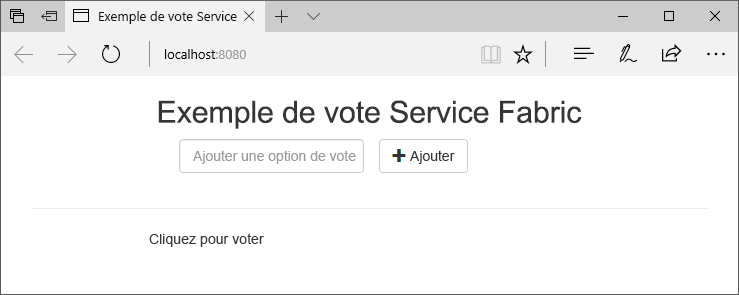 Exemple de vote Service
localhost:8080
Exemple de vote Service Fabric
Ajouter une option de vote
Ajouter
Cliquez pour voter